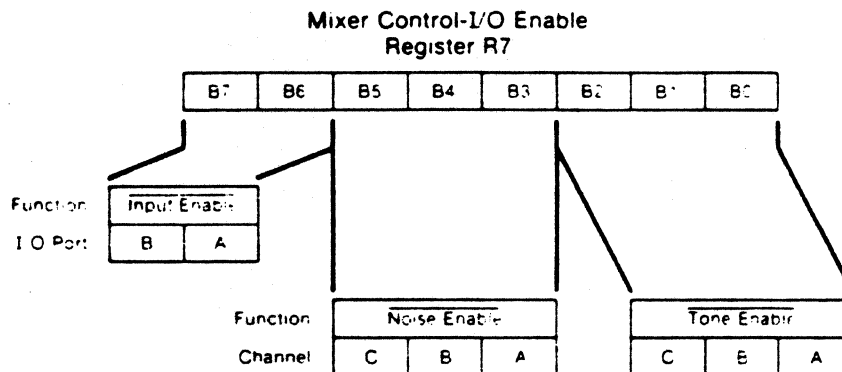 Mixer Control-I/O Enable
Register R7
B7 B6 B5 B4 B3 B2 B1 B0
Function Input Enable
I O Port B A
Function Noise Enable Tone Enable
Channel C B A C B A